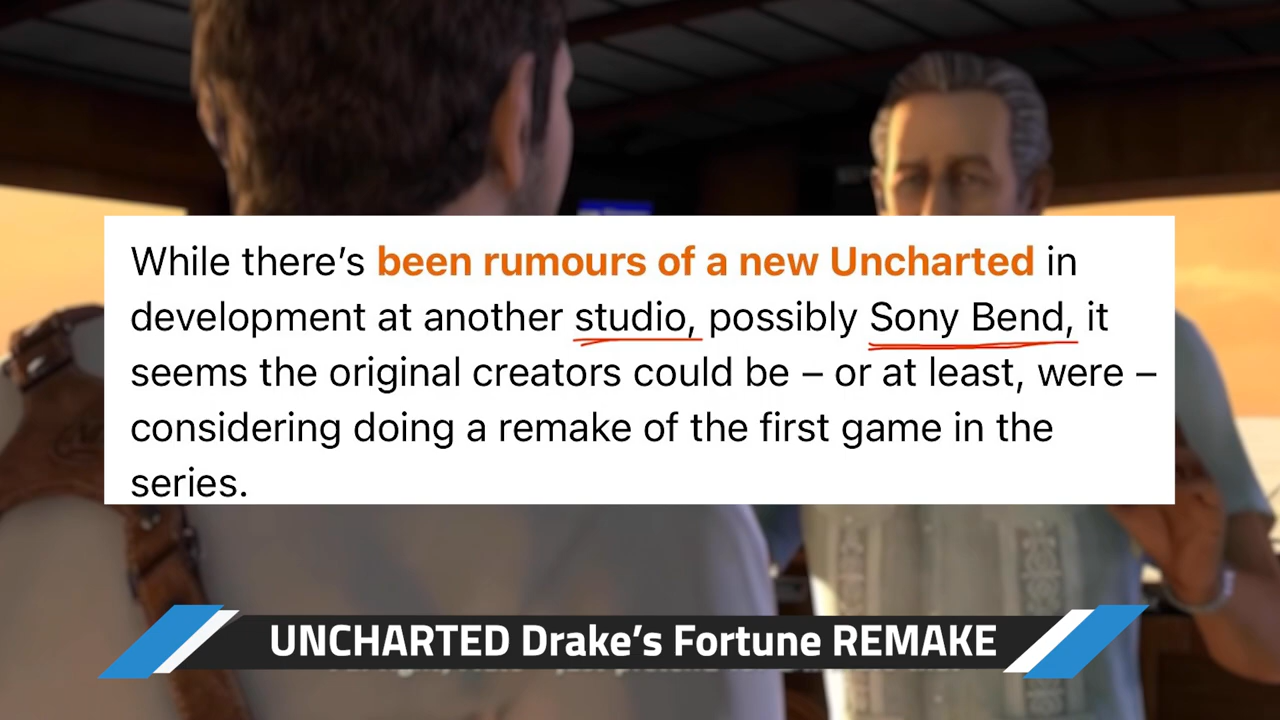 While there’s been rumours of a new Uncharted in
development at another studio, possibly Sony Bend, it
seems the original creators could be – or at least, were –
considering doing a remake of the first game in the
series.
UNCHARTED Drake’s Fortune REMAKE